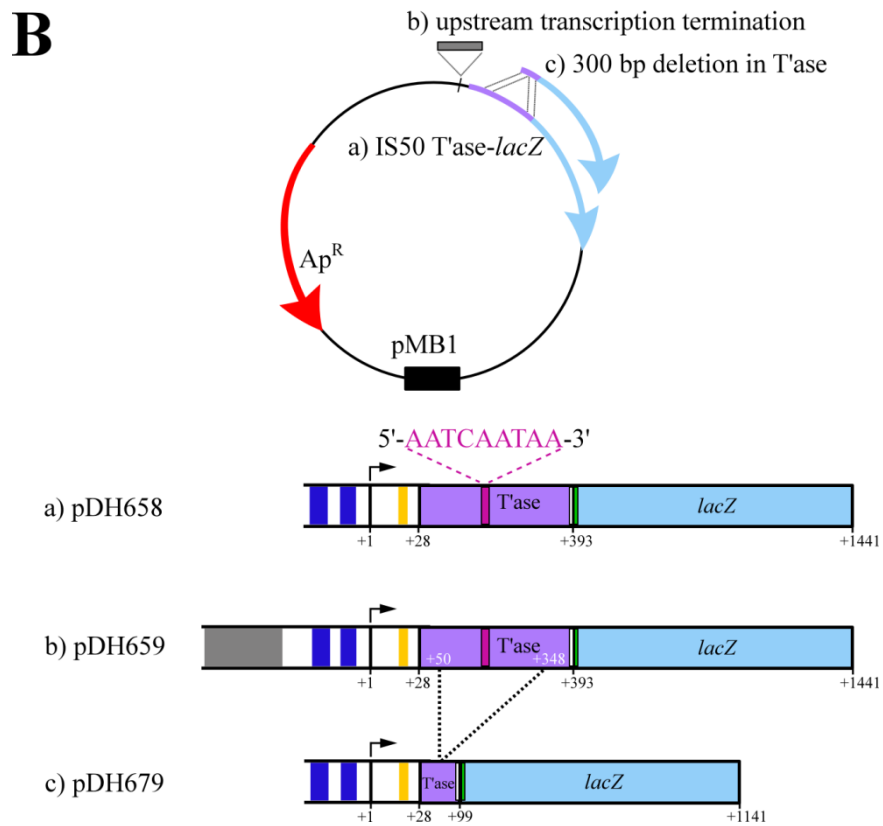 B
b) upstream transcription termination
c) 300 bp deletion in T'ase
a) IS50 T'ase-lacZ
Ap^R
pMB1
5'-AATCAATAA-3'
a) pDH658
T'ase
lacZ
+1
+28
+393
+1441
b) pDH659
T'ase
lacZ
+50
+348
+1
+28
+393
+1441
c) pDH679
T'ase
lacZ
+1
+28
+99
+1141